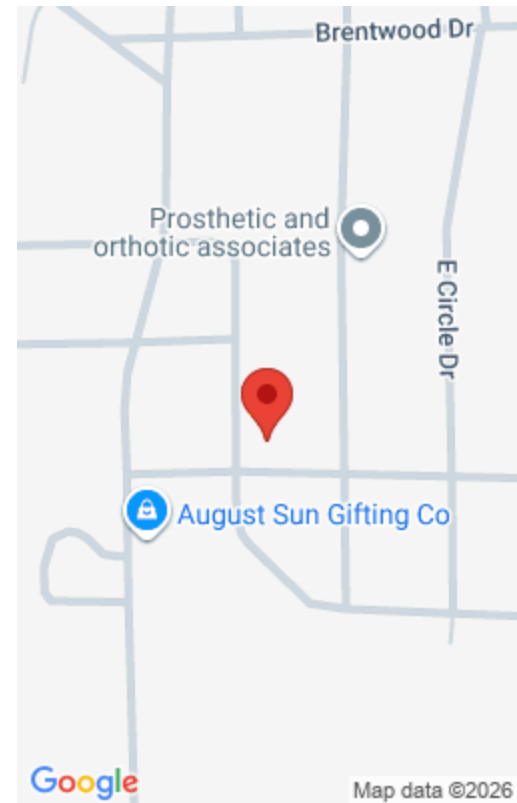 Brentwood Dr
Prosthetic and
orthotic associates
E Circle Dr
August Sun Gifting Co
Google
Map data ©2026